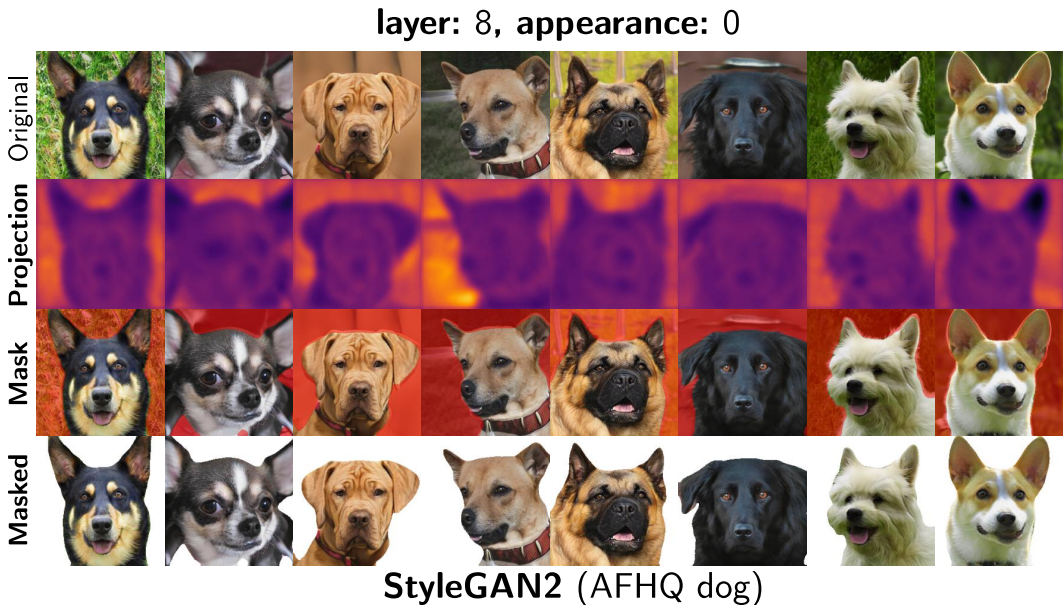 layer: 8, appearance: 0
Original
Projection
Mask
Masked
StyleGAN2 (AFHQ dog)